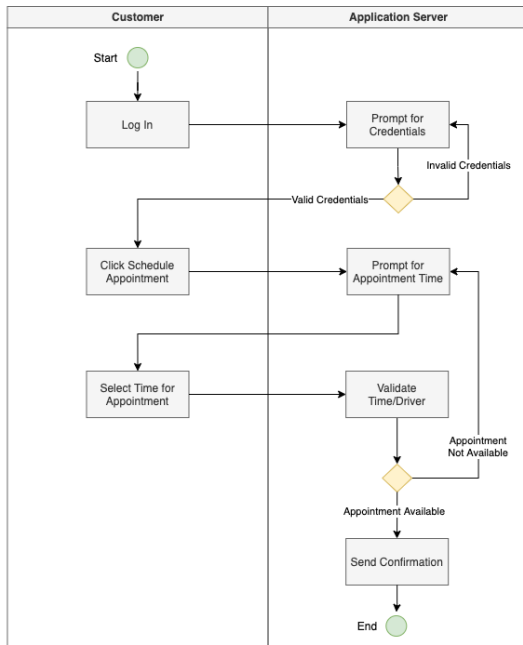 Customer
Application Server
Start
Log In
Prompt for
Credentials
Invalid Credentials
Valid Credentials
Click Schedule
Appointment
Prompt for
Appointment Time
Select Time for
Appointment
Validate
Time/Driver
Appointment
Not Available
Appointment Available
Send Confirmation
End